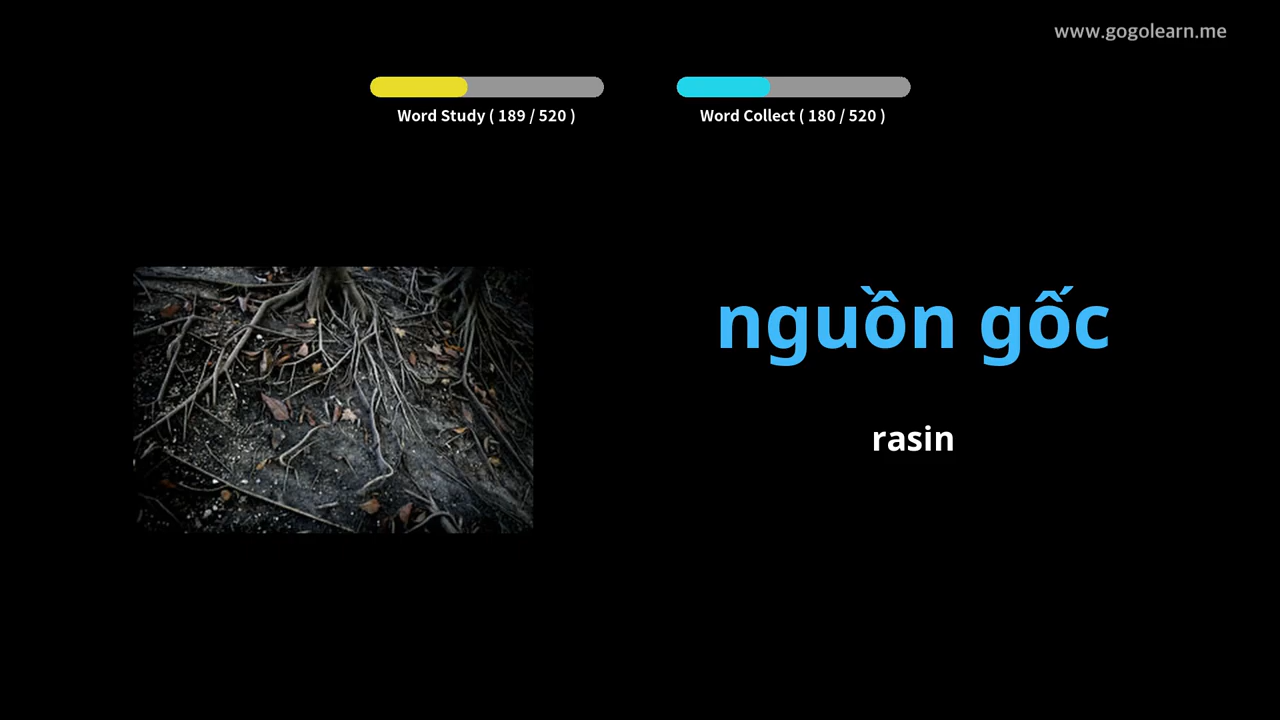 www.gogolearn.me
Word Study ( 189 / 520 )
Word Collect ( 180 / 520 )
nguồn gốc
rasin